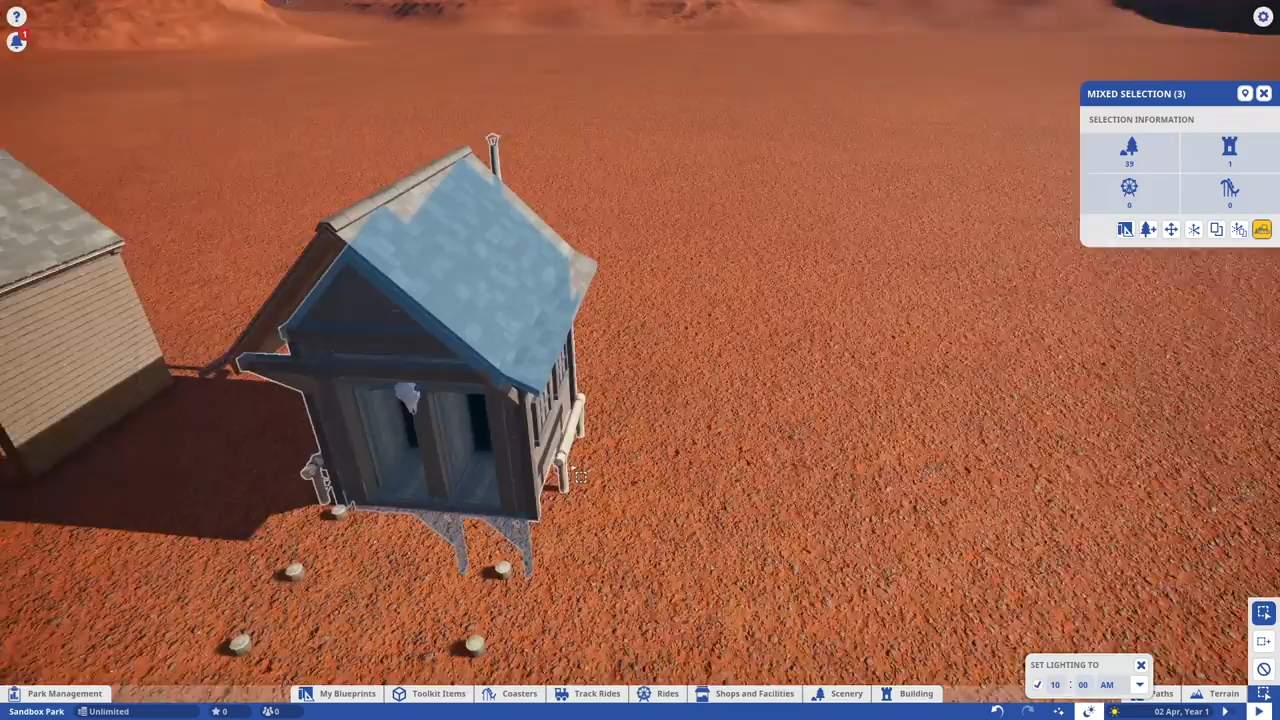 ?
1
MIXED SELECTION (3)
SELECTION INFORMATION
39
1
0
0
SET LIGHTING TO
10 : 00 AM
Park Management
My Blueprints
Toolkit Items
Coasters
Track Rides
Rides
Shops and Facilities
Scenery
Building
Paths
Terrain
Sandbox Park
Unlimited
0
0
02 Apr, Year 1